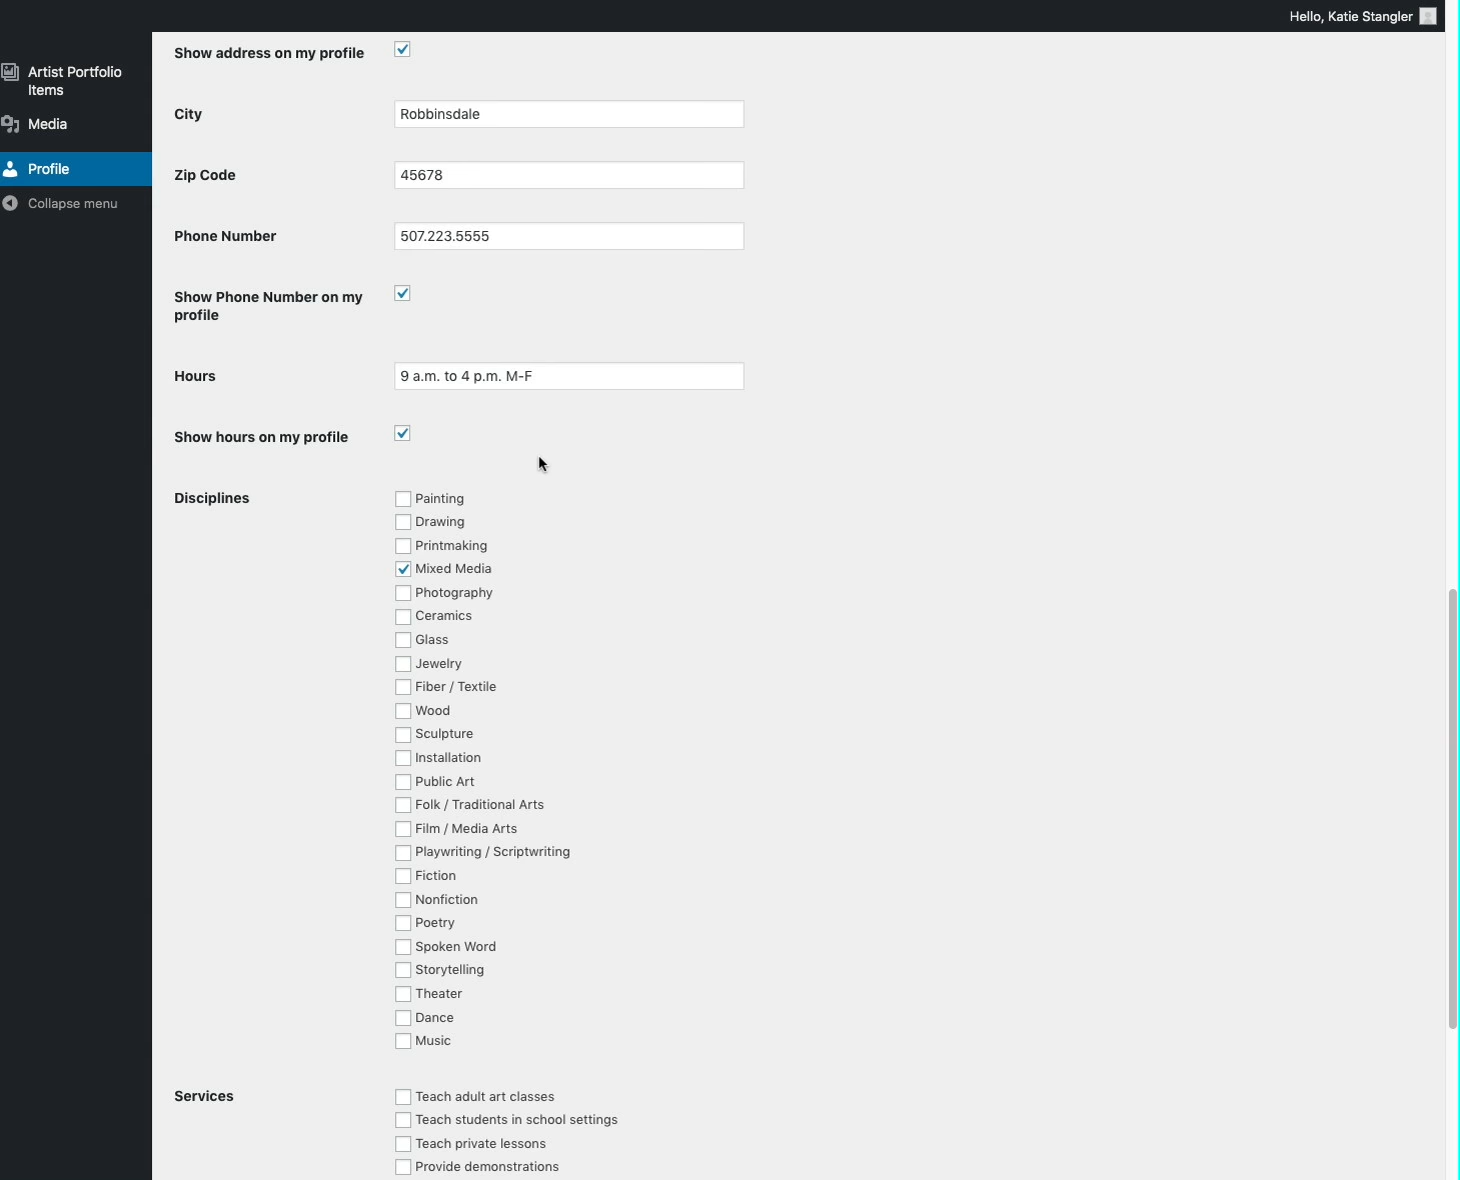 Hello, Katie Stangler
Artist Portfolio
Items
Media
Profile
Collapse menu
Show address on my profile
City
Robbinsdale
Zip Code
45678
Phone Number
507.223.5555
Show Phone Number on my
profile
Hours
9 a.m. to 4 p.m. M-F
Show hours on my profile
Disciplines
Painting
Drawing
Printmaking
Mixed Media
Photography
Ceramics
Glass
Jewelry
Fiber / Textile
Wood
Sculpture
Installation
Public Art
Folk / Traditional Arts
Film / Media Arts
Playwriting / Scriptwriting
Fiction
Nonfiction
Poetry
Spoken Word
Storytelling
Theater
Dance
Music
Services
Teach adult art classes
Teach students in school settings
Teach private lessons
Provide demonstrations